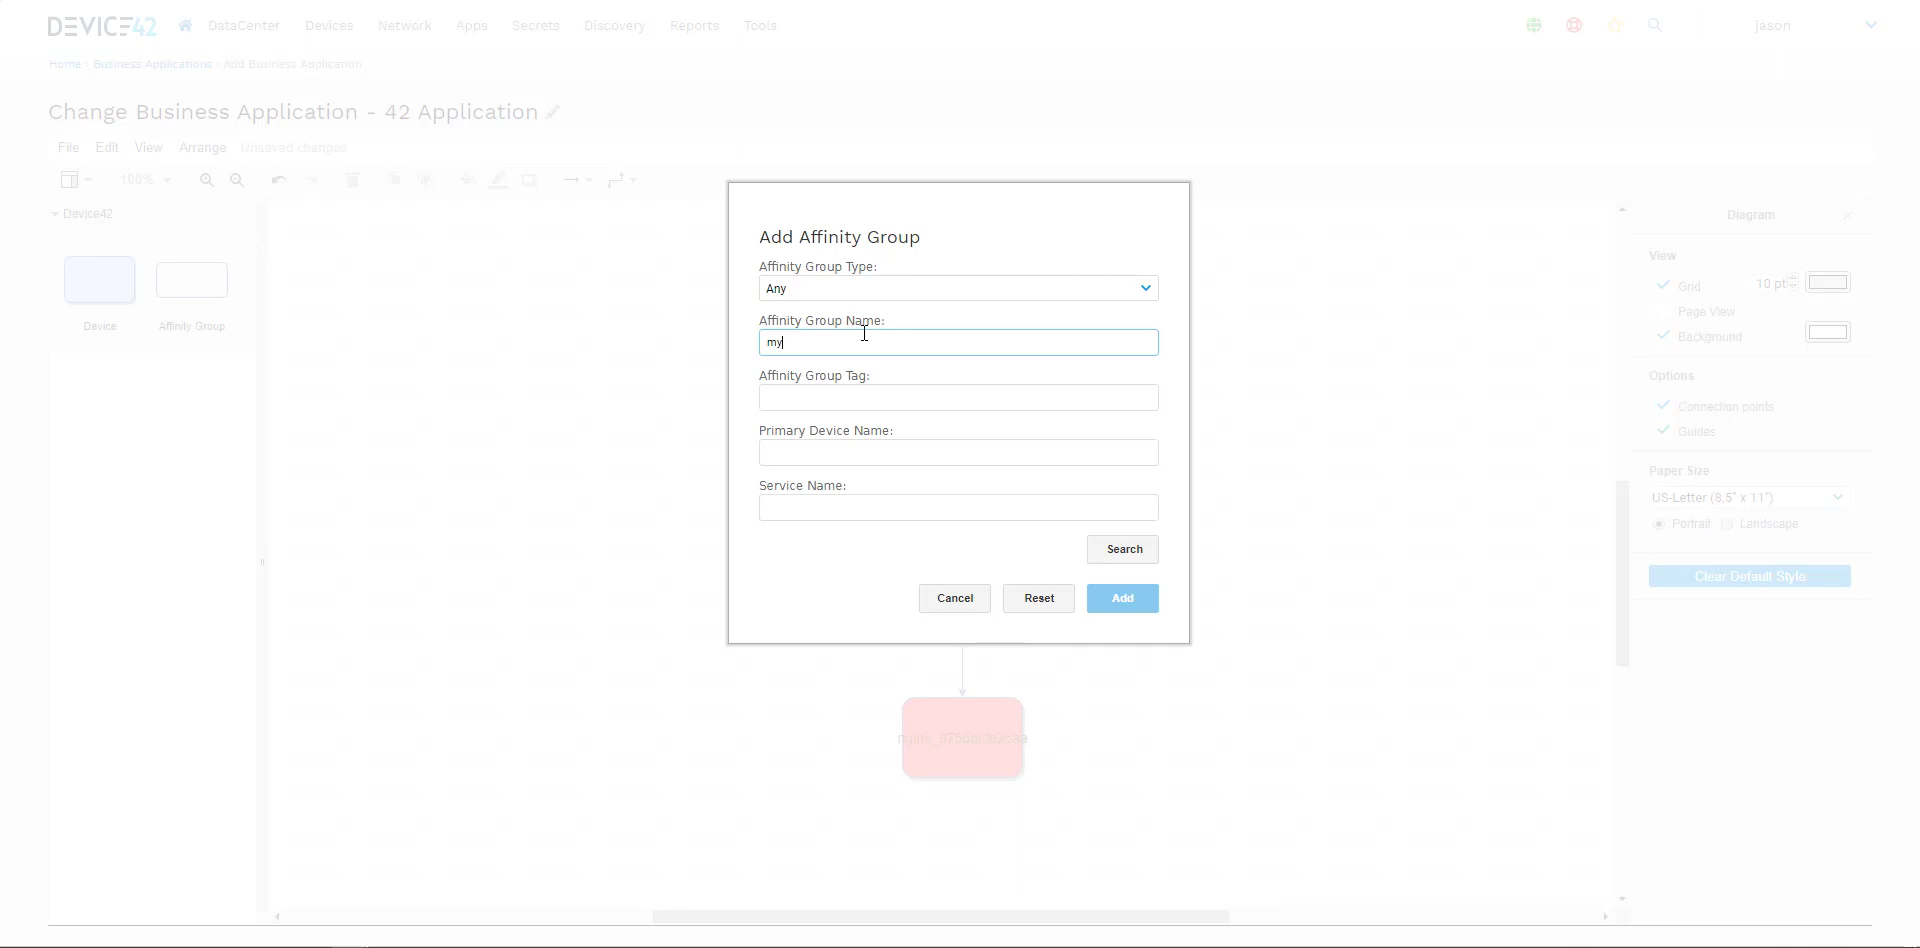 DEVICE42 DataCenter Devices Network Apps Secrets Discovery Reports Tools jason
Home › Business Applications › Add Business Application
Change Business Application - 42 Application
File Edit View Arrange Unsaved changes
100%
Device42
Device Affinity Group
Add Affinity Group
Affinity Group Type:
Any
Affinity Group Name:
my
Affinity Group Tag:
Primary Device Name:
Service Name:
Search
Cancel Reset Add
Diagram
View
Grid 10 pt
Page View
Background
Options
Connection points
Guides
Paper Size
US-Letter (8,5" x 11")
Portrait Landscape
Clear Default Style